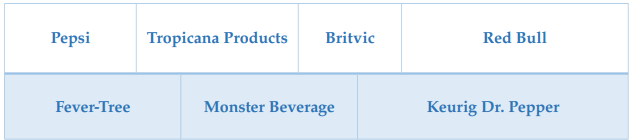 Pepsi Tropicana Products Britvic Red Bull
Fever-Tree Monster Beverage Keurig Dr. Pepper